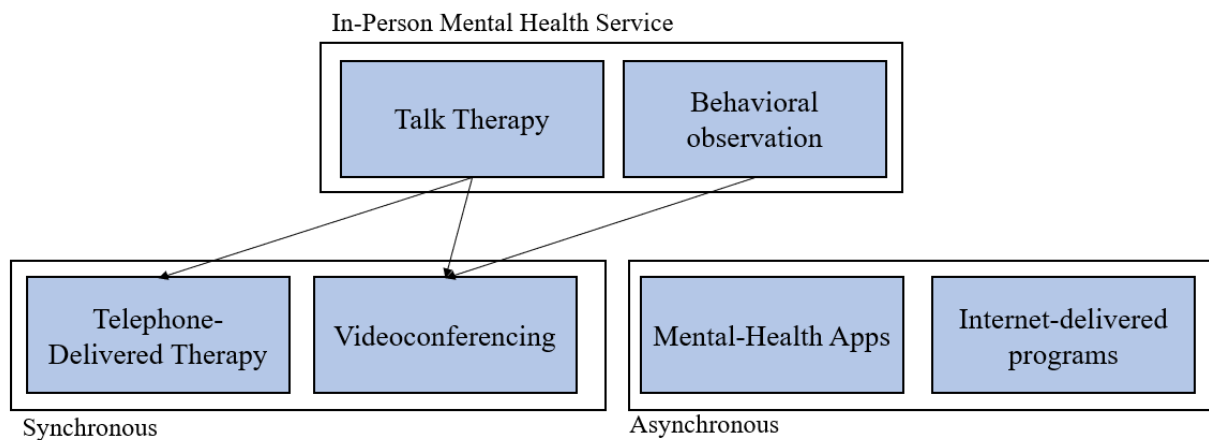 In-Person Mental Health Service
Talk Therapy
Behavioral
observation
Telephone-
Delivered Therapy
Videoconferencing
Mental-Health Apps
Internet-delivered
programs
Synchronous
Asynchronous